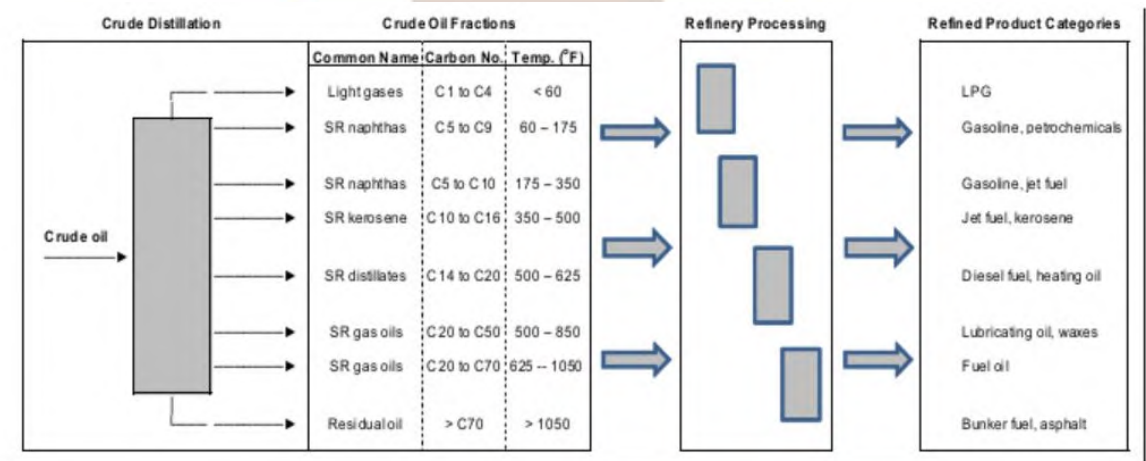 Crude Distillation Crude Oil Fractions Refinery Processing Refined Product Categories
Common Name Carbon No. Temp. (°F)
Light gases C1 to C4 < 60 LPG
SR naphthas C5 to C9 60 – 175 Gasoline, petrochemicals
SR naphthas C5 to C10 175 – 350 Gasoline, jet fuel
SR kerosene C10 to C16 350 – 500 Jet fuel, kerosene
Crude oil
SR distillates C14 to C20 500 – 625 Diesel fuel, heating oil
SR gas oils C20 to C50 500 – 850 Lubricating oil, waxes
SR gas oils C20 to C70 625 -- 1050 Fuel oil
Residual oil > C70 > 1050 Bunker fuel, asphalt